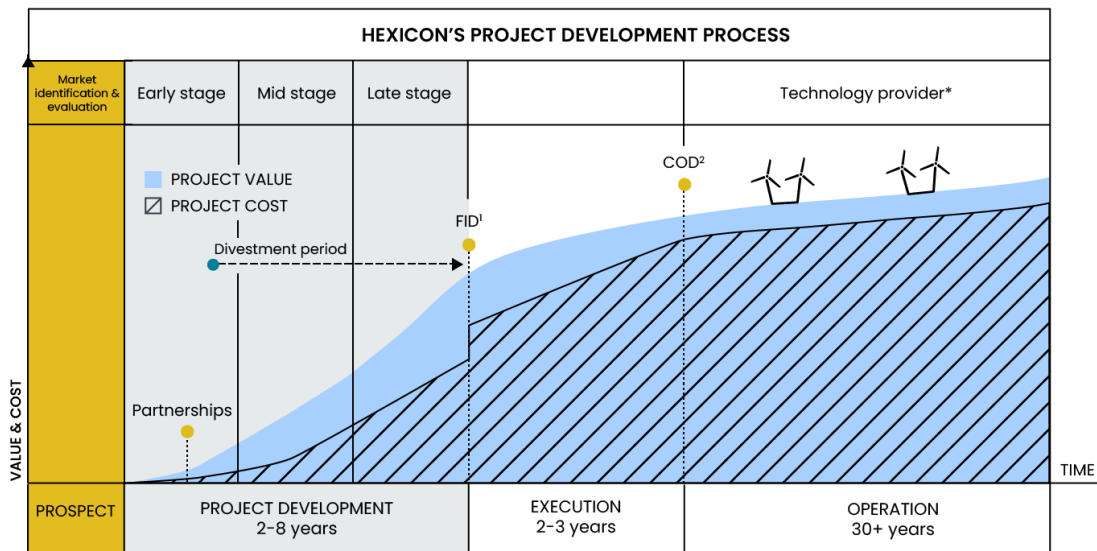 HEXICON'S PROJECT DEVELOPMENT PROCESS
Market
identification &
evaluation
Early stage
Mid stage
Late stage
Technology provider*
PROJECT VALUE
PROJECT COST
COD²
FID¹
Divestment period
Partnerships
VALUE & COST
TIME
PROSPECT
PROJECT DEVELOPMENT
2-8 years
EXECUTION
2-3 years
OPERATION
30+ years